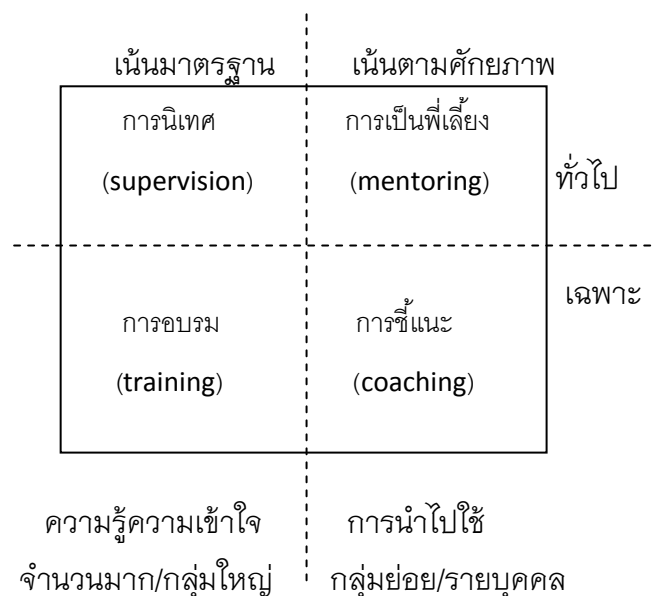 เน้นมาตรฐาน เน้นตามศักยภาพ
การนิเทศ การเป็นพี่เลี้ยง
(supervision) (mentoring) ทั่วไป
เฉพาะ
การอบรม การชี้แนะ
(training) (coaching)
ความรู้ความเข้าใจ การนำไปใช้
จำนวนมาก/กลุ่มใหญ่ กลุ่มย่อย/รายบุคคล